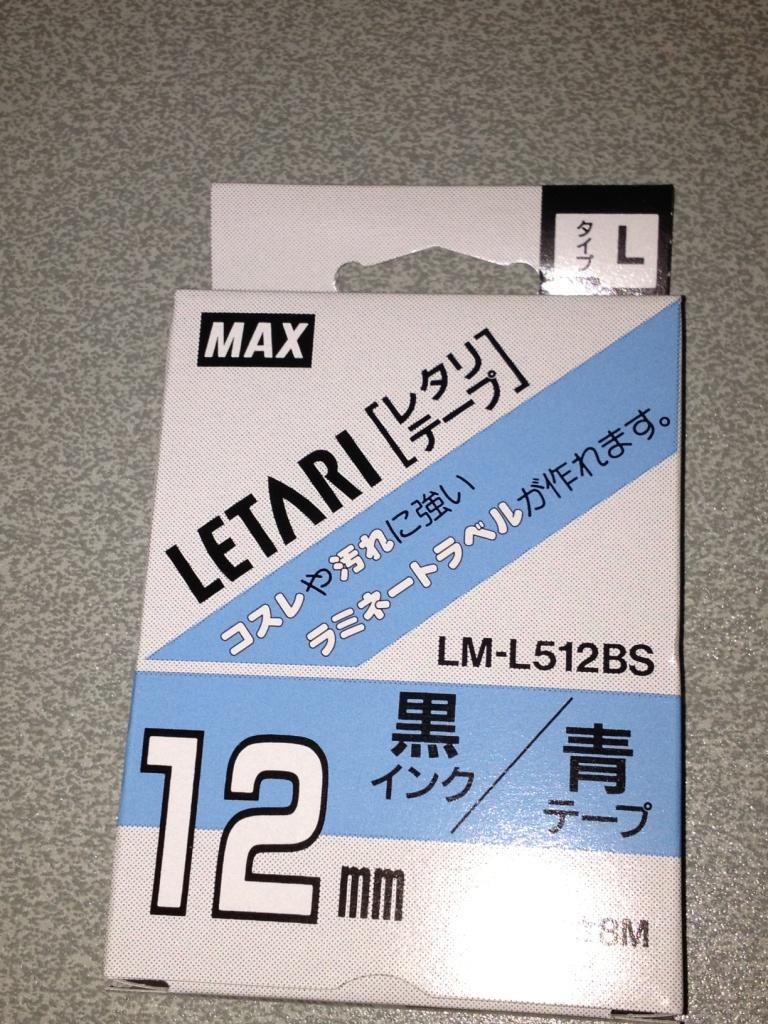 タイプ L
MAX
LETARI [レタリテープ]
コスレや汚れに強い
ラミネートラベルが作れます。
LM-L512BS
黒インク/青テープ
12mm
8M